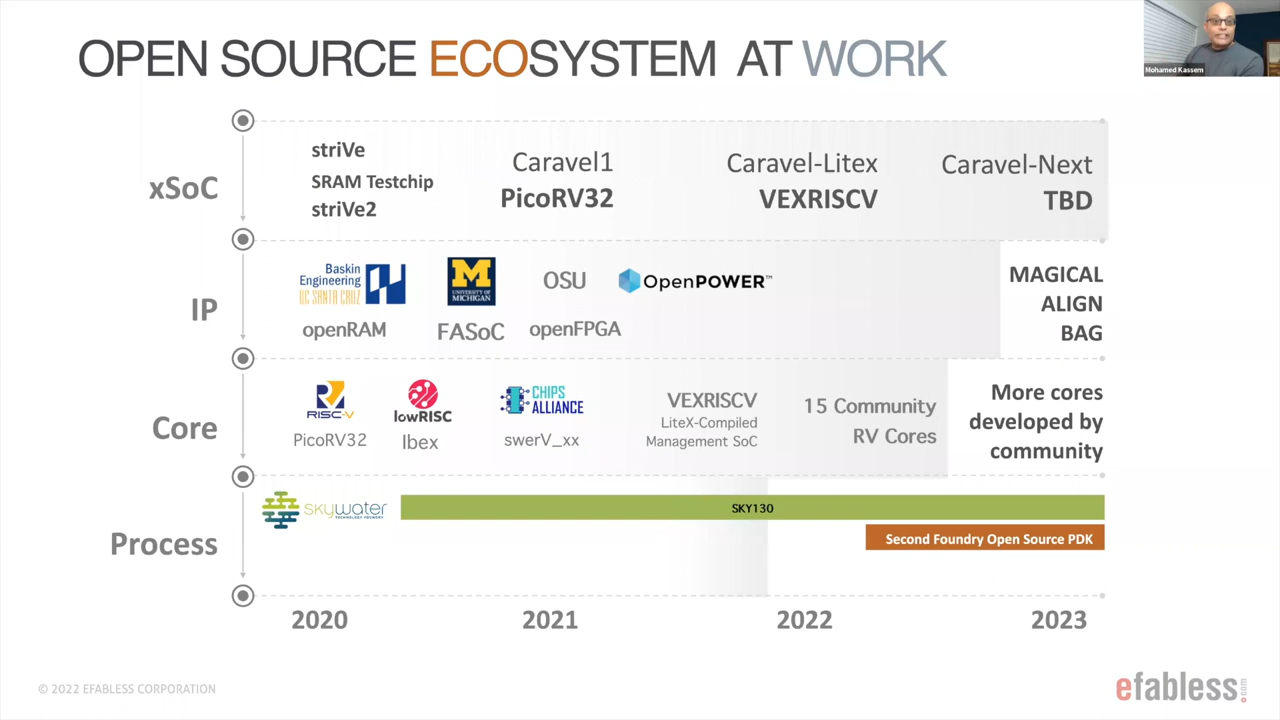 OPEN SOURCE ECOSYSTEM AT WORK
Mohamed Kassem
xSoC
striVe
SRAM Testchip
striVe2
Caravel1
PicoRV32
Caravel-Litex
VEXRISCV
Caravel-Next
TBD
IP
Baskin
Engineering
UC SANTA CRUZ
openRAM
M
UNIVERSITY OF
MICHIGAN
FASoC
OSU
openFPGA
OpenPOWER™
MAGICAL
ALIGN
BAG
Core
RISC-V
PicoRV32
lowRISC
Ibex
CHIPS
ALLIANCE
swerV_xx
VEXRISCV
LiteX-Compiled
Management SoC
15 Community
RV Cores
More cores
developed by
community
Process
skywater
TECHNOLOGY FOUNDRY
SKY130
Second Foundry Open Source PDK
2020
2021
2022
2023
© 2022 EFABLESS CORPORATION
efabless.com